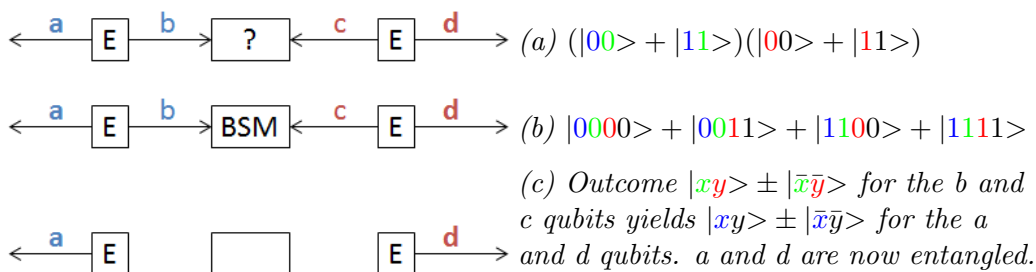 a E b ? c E d (a) (|00> + |11>)(|00> + |11>)
a E b BSM c E d (b) |0000> + |0011> + |1100> + |1111>
(c) Outcome |xy> ± |x̄ȳ> for the b and
c qubits yields |xy> ± |x̄ȳ> for the a
a E E d and d qubits. a and d are now entangled.